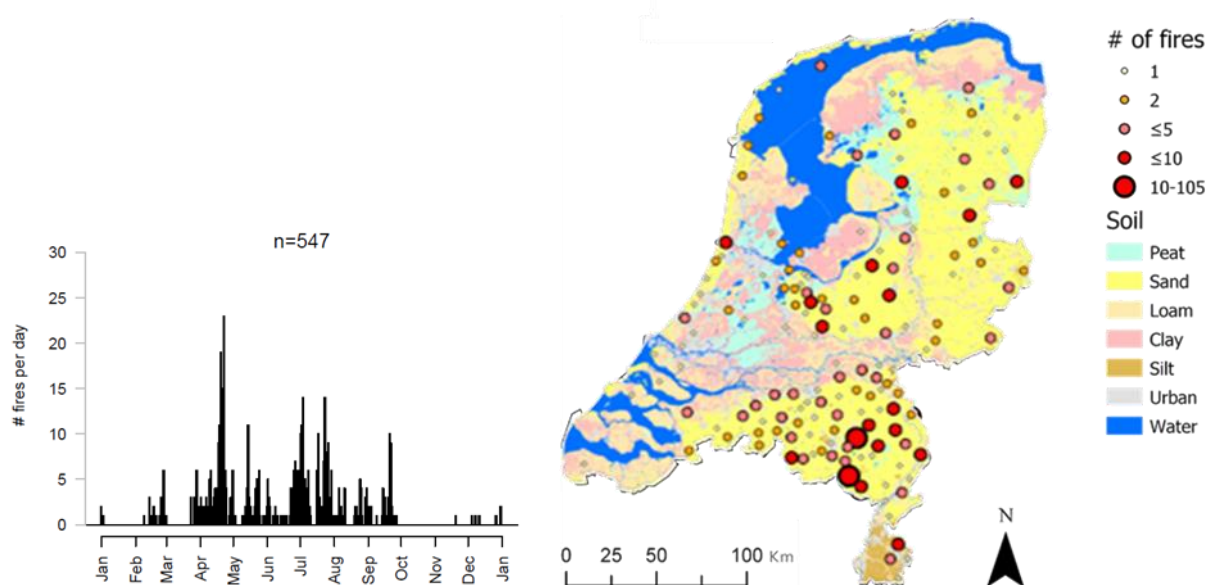 n=547
# fires per day
30
25
20
15
10
5
0
Jan
Feb
Mar
Apr
May
Jun
Jul
Aug
Sep
Oct
Nov
Dec
Jan
# of fires
1
2
≤5
≤10
10-105
Soil
Peat
Sand
Loam
Clay
Silt
Urban
Water
N
0 25 50 100 Km